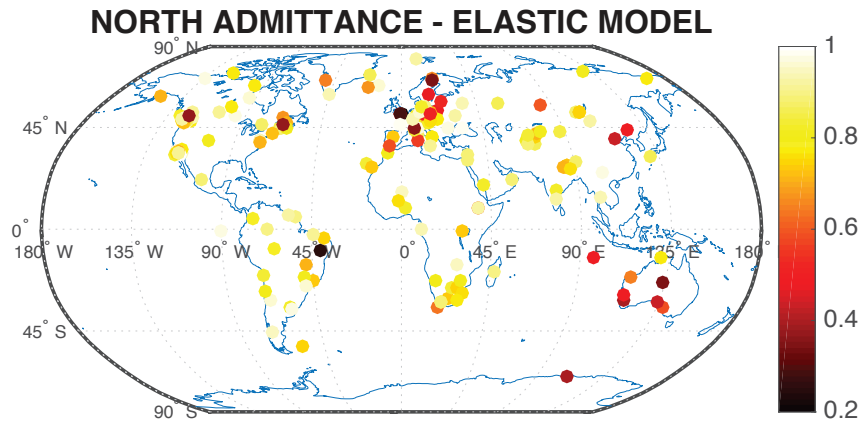 NORTH ADMITTANCE - ELASTIC MODEL
90° N
45° N
0°
180° W 135° W 90° W 45° W 0° 45° E 90° E 135° E 180°
45° S
90° S
1
0.8
0.6
0.4
0.2